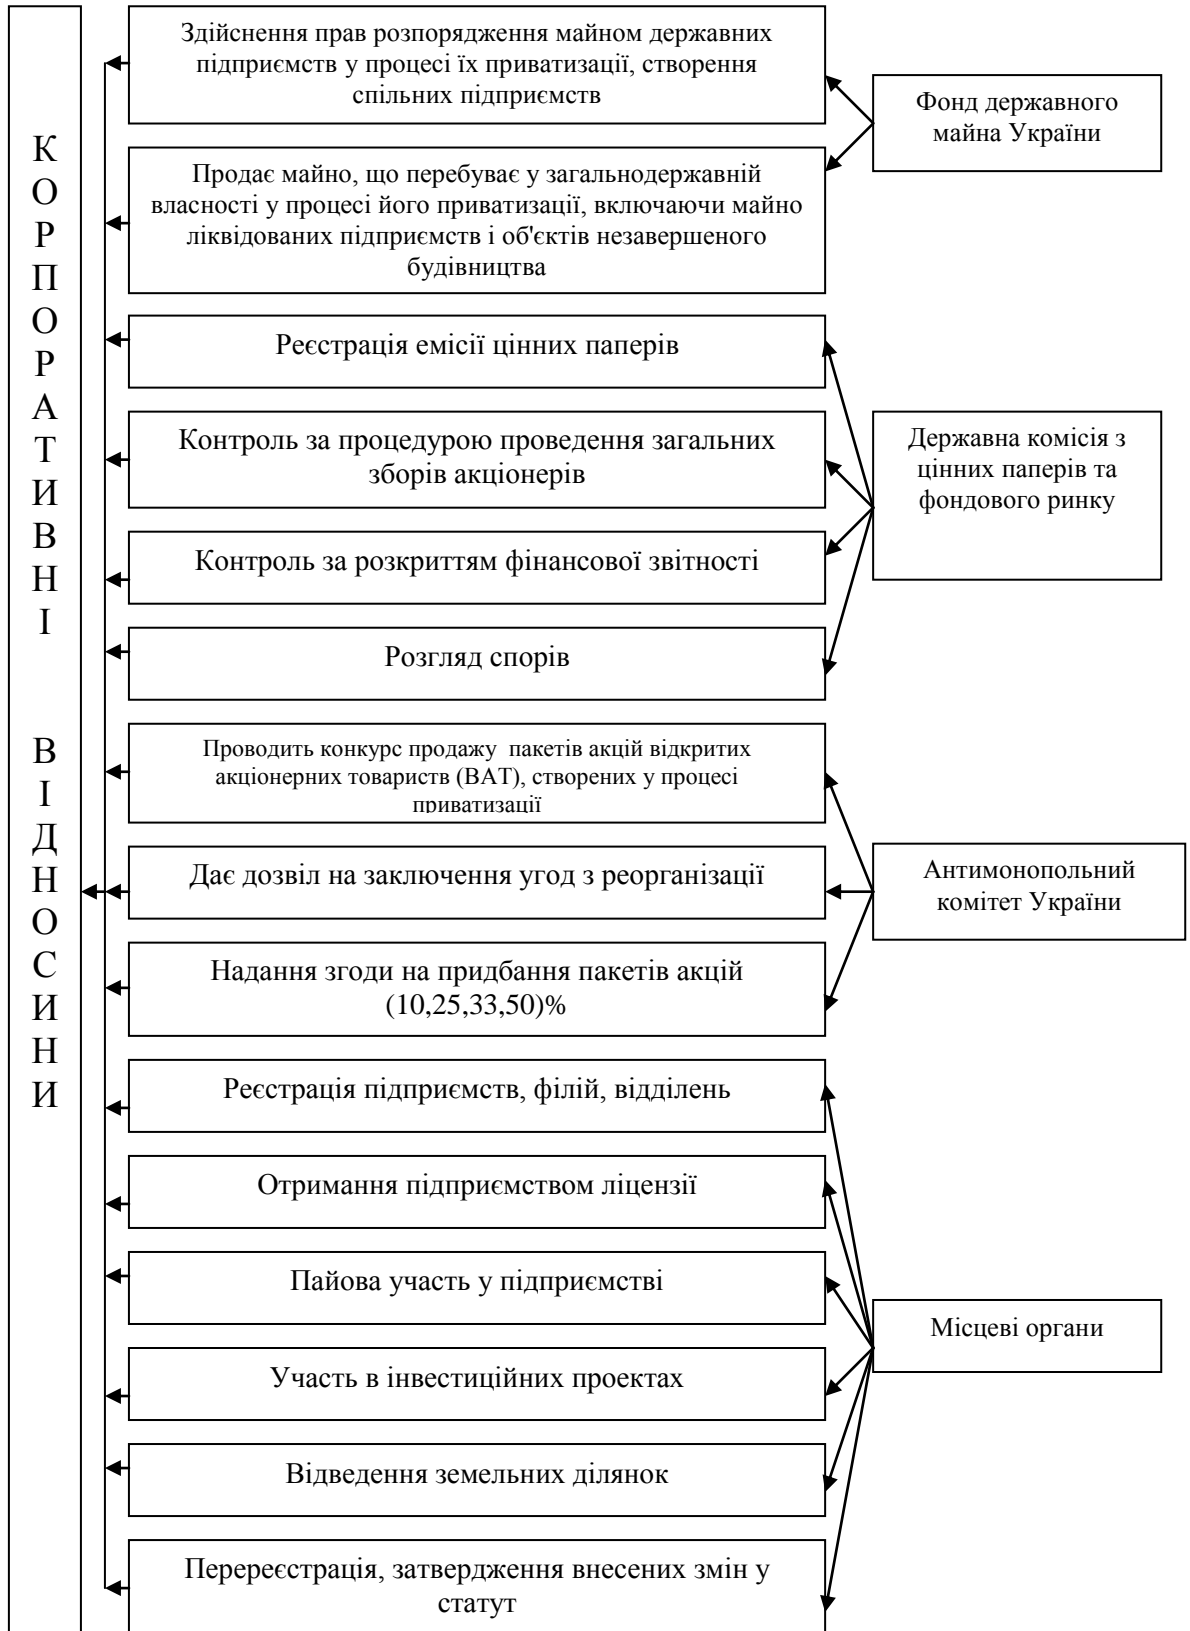 КОРПОРАТИВНІ
ВІДНОСИНИ
Здійснення прав розпорядження майном державних
підприємств у процесі їх приватизації, створення
спільних підприємств
Продає майно, що перебуває у загальнодержавній
власності у процесі його приватизації, включаючи майно
ліквідованих підприємств і об'єктів незавершеного
будівництва
Фонд державного
майна України
Реєстрація емісії цінних паперів
Контроль за процедурою проведення загальних
зборів акціонерів
Контроль за розкриттям фінансової звітності
Розгляд спорів
Державна комісія з
цінних паперів та
фондового ринку
Проводить конкурс продажу пакетів акцій відкритих
акціонерних товариств (ВАТ), створених у процесі
приватизації
Дає дозвіл на заключення угод з реорганізації
Надання згоди на придбання пакетів акцій
(10,25,33,50)%
Антимонопольний
комітет України
Реєстрація підприємств, філій, відділень
Отримання підприємством ліцензії
Пайова участь у підприємстві
Участь в інвестиційних проектах
Відведення земельних ділянок
Перереєстрація, затвердження внесених змін у
статут
Місцеві органи